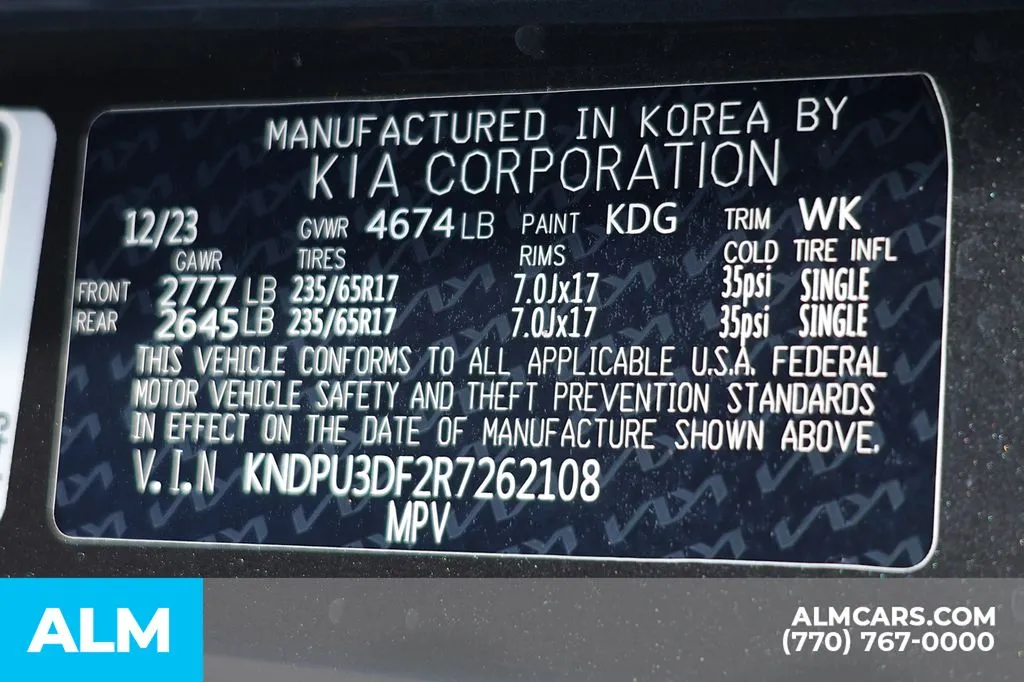 MANUFACTURED IN KOREA BY
KIA CORPORATION
12/23 GVWR 4674 LB PAINT KDG TRIM WK
GAWR TIRES RIMS COLD TIRE INFL
FRONT 2777 LB 235/65R17 7.0Jx17 35psi SINGLE
REAR 2645 LB 235/65R17 7.0Jx17 35psi SINGLE
THIS VEHICLE CONFORMS TO ALL APPLICABLE U.S.A. FEDERAL
MOTOR VEHICLE SAFETY AND THEFT PREVENTION STANDARDS
IN EFFECT ON THE DATE OF MANUFACTURE SHOWN ABOVE.
V.I.N KNDPU3DF2R7262108
MPV
ALM
ALMCARS.COM
(770) 767-0000